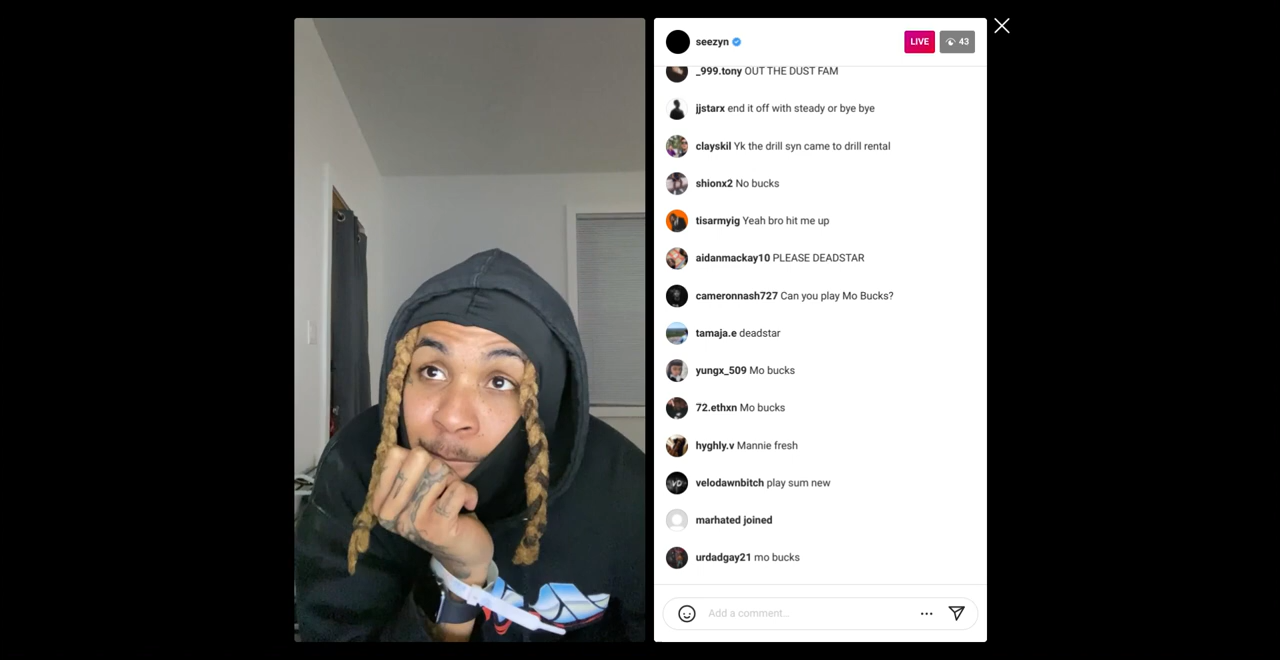 seezyn
LIVE
43
_999.tony OUT THE DUST FAM
jjstarx end it off with steady or bye bye
clayskil Yk the drill syn came to drill rental
shionx2 No bucks
tisarmyig Yeah bro hit me up
aidanmackay10 PLEASE DEADSTAR
cameronnash727 Can you play Mo Bucks?
tamaja.e deadstar
yungx_509 Mo bucks
72.ethxn Mo bucks
hyghly.v Mannie fresh
velodawnbitch play sum new
marhated joined
urdadgay21 mo bucks
Add a comment...